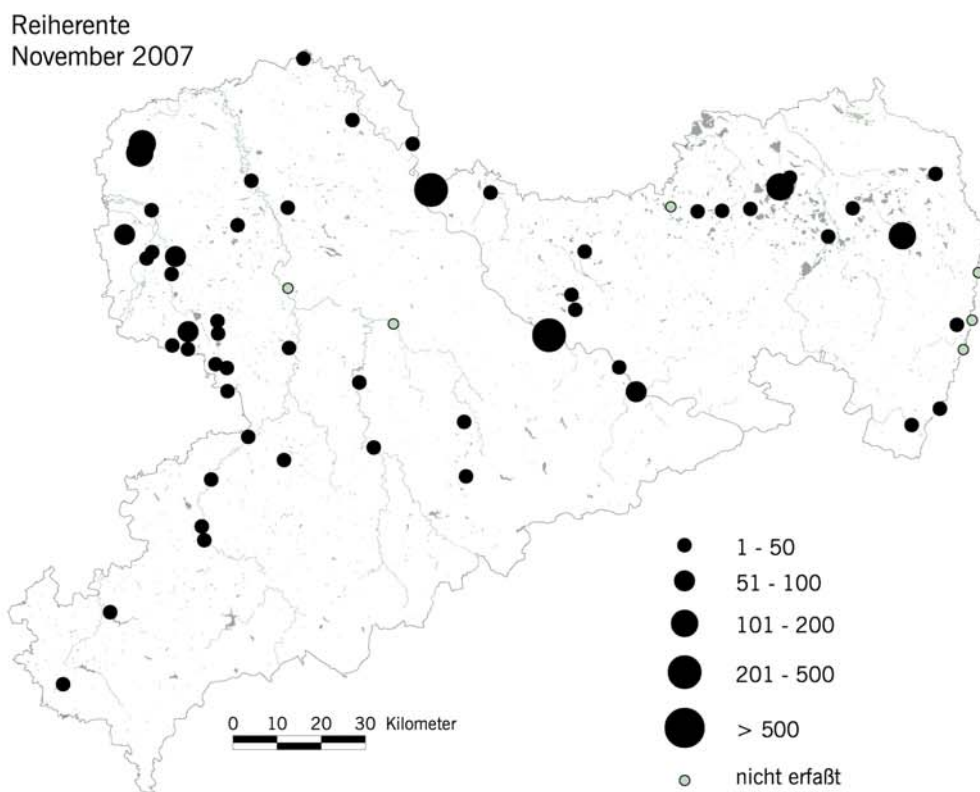 Reiherente
November 2007
1 - 50
51 - 100
101 - 200
201 - 500
> 500
nicht erfaßt
0 10 20 30 Kilometer